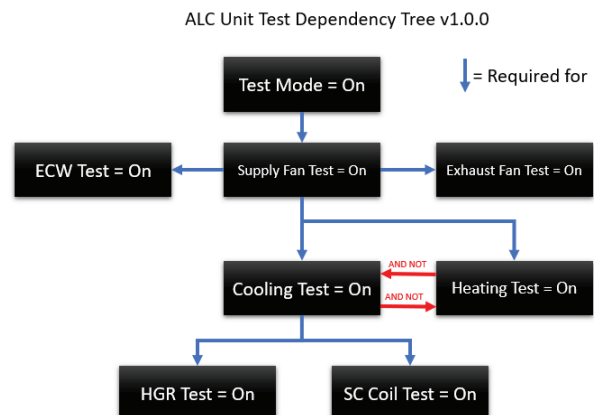 ALC Unit Test Dependency Tree v1.0.0
= Required for
Test Mode = On
ECW Test = On
Supply Fan Test = On
Exhaust Fan Test = On
Cooling Test = On
AND NOT
AND NOT
Heating Test = On
HGR Test = On
SC Coil Test = On